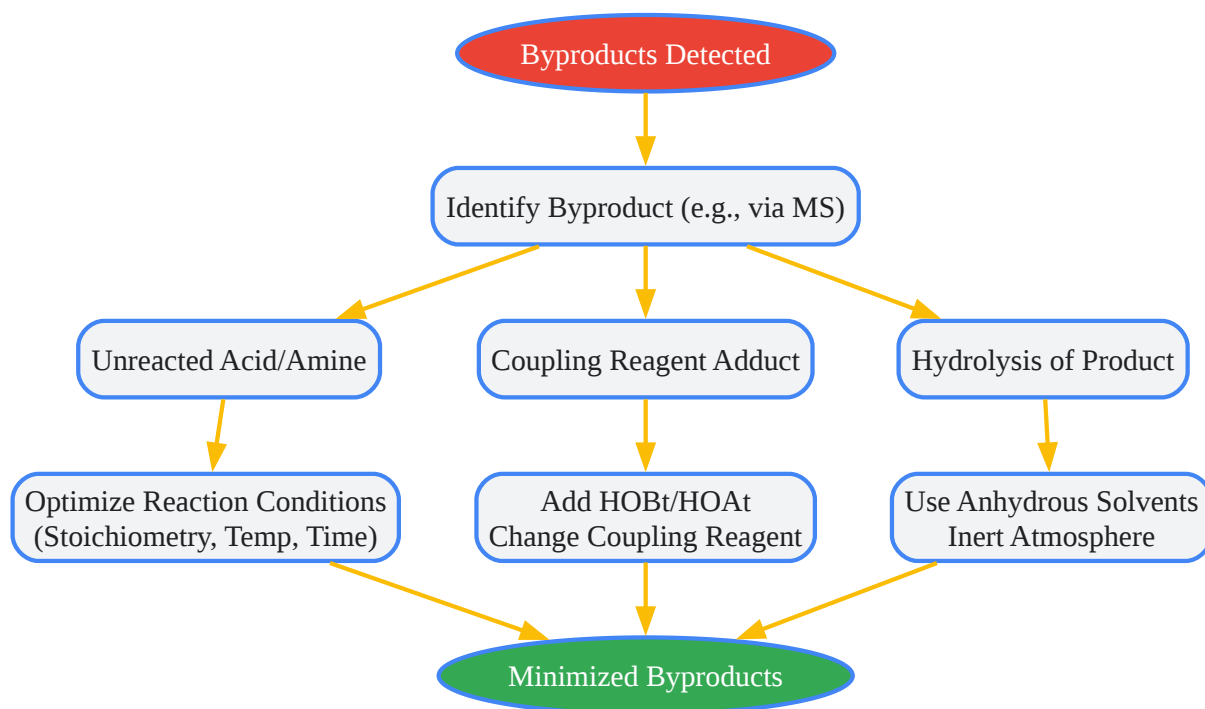 Byproducts Detected
Identify Byproduct (e.g., via MS)
Unreacted Acid/Amine
Coupling Reagent Adduct
Hydrolysis of Product
Optimize Reaction Conditions
(Stoichiometry, Temp, Time)
Add HOBt/HOAt
Change Coupling Reagent
Use Anhydrous Solvents
Inert Atmosphere
Minimized Byproducts